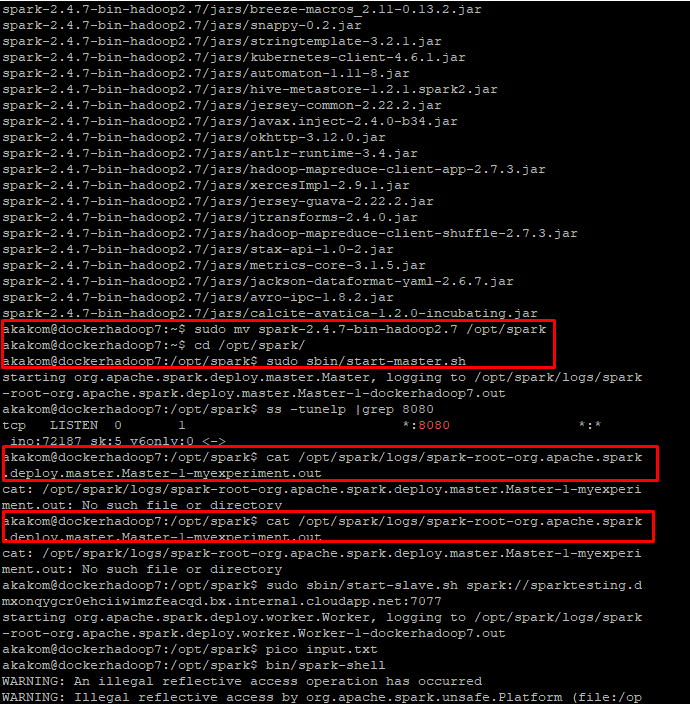 spark-2.4.7-bin-hadoop2.7/jars/breeze-macros_2.11-0.13.2.jar
spark-2.4.7-bin-hadoop2.7/jars/snappy-0.2.jar
spark-2.4.7-bin-hadoop2.7/jars/stringtemplate-3.2.1.jar
spark-2.4.7-bin-hadoop2.7/jars/kubernetes-client-4.6.1.jar
spark-2.4.7-bin-hadoop2.7/jars/automaton-1.11-8.jar
spark-2.4.7-bin-hadoop2.7/jars/hive-metastore-1.2.1.spark2.jar
spark-2.4.7-bin-hadoop2.7/jars/jersey-common-2.22.2.jar
spark-2.4.7-bin-hadoop2.7/jars/javax.inject-2.4.0-b34.jar
spark-2.4.7-bin-hadoop2.7/jars/okhttp-3.12.0.jar
spark-2.4.7-bin-hadoop2.7/jars/antlr-runtime-3.4.jar
spark-2.4.7-bin-hadoop2.7/jars/hadoop-mapreduce-client-app-2.7.3.jar
spark-2.4.7-bin-hadoop2.7/jars/xercesImpl-2.9.1.jar
spark-2.4.7-bin-hadoop2.7/jars/jersey-guava-2.22.2.jar
spark-2.4.7-bin-hadoop2.7/jars/jtransforms-2.4.0.jar
spark-2.4.7-bin-hadoop2.7/jars/hadoop-mapreduce-client-shuffle-2.7.3.jar
spark-2.4.7-bin-hadoop2.7/jars/stax-api-1.0-2.jar
spark-2.4.7-bin-hadoop2.7/jars/metrics-core-3.1.5.jar
spark-2.4.7-bin-hadoop2.7/jars/jackson-dataformat-yaml-2.6.7.jar
spark-2.4.7-bin-hadoop2.7/jars/avro-ipc-1.8.2.jar
spark-2.4.7-bin-hadoop2.7/jars/calcite-avatica-1.2.0-incubating.jar
akakom@dockerhadoop7:~$ sudo mv spark-2.4.7-bin-hadoop2.7 /opt/spark
akakom@dockerhadoop7:~$ cd /opt/spark/
akakom@dockerhadoop7:/opt/spark$ sudo sbin/start-master.sh
starting org.apache.spark.deploy.master.Master, logging to /opt/spark/logs/spark
-root-org.apache.spark.deploy.master.Master-1-dockerhadoop7.out
akakom@dockerhadoop7:/opt/spark$ ss -tunelp |grep 8080
tcp   LISTEN  0       1                            *:8080                 *:*
 ino:72187 sk:5 v6only:0 <->
akakom@dockerhadoop7:/opt/spark$ cat /opt/spark/logs/spark-root-org.apache.spark
.deploy.master.Master-1-myexperiment.out
cat: /opt/spark/logs/spark-root-org.apache.spark.deploy.master.Master-1-myexperi
ment.out: No such file or directory
akakom@dockerhadoop7:/opt/spark$ cat /opt/spark/logs/spark-root-org.apache.spark
.deploy.master.Master-1-myexperiment.out
cat: /opt/spark/logs/spark-root-org.apache.spark.deploy.master.Master-1-myexperi
ment.out: No such file or directory
akakom@dockerhadoop7:/opt/spark$ sudo sbin/start-slave.sh spark://sparktesting.d
mxonqygcr0ehciiwimzfeacqd.bx.internal.cloudapp.net:7077
starting org.apache.spark.deploy.worker.Worker, logging to /opt/spark/logs/spark
-root-org.apache.spark.deploy.worker.Worker-1-dockerhadoop7.out
akakom@dockerhadoop7:/opt/spark$ pico input.txt
akakom@dockerhadoop7:/opt/spark$ bin/spark-shell
WARNING: An illegal reflective access operation has occurred
WARNING: Illegal reflective access by org.apache.spark.unsafe.Platform (file:/op